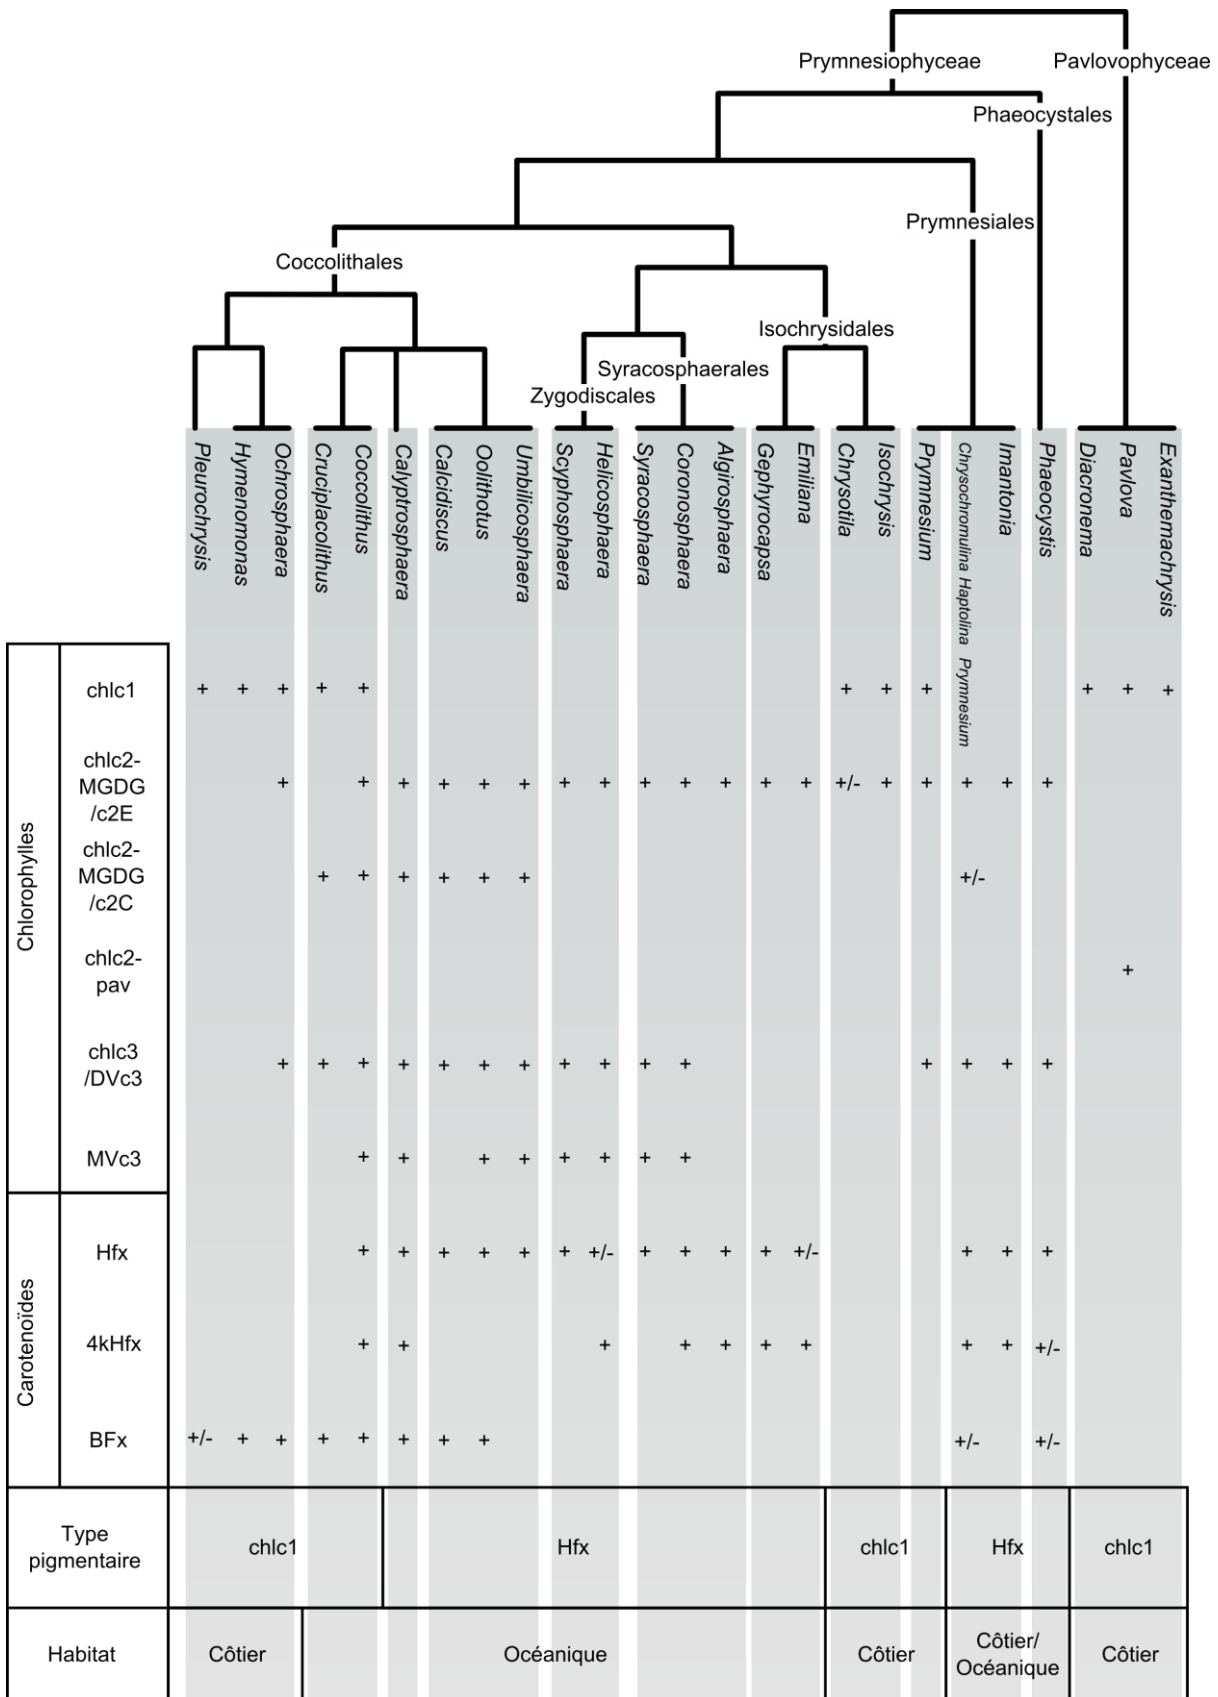 Prymnesiophyceae
Pavlovophyceae
Phaeocystales
Prymnesiales
Coccolithales
Isochrysidales
Syracosphaerales
Zygodiscales
Pleurochrysis
Hymenomonas
Ochrosphaera
Cruciplacolithus
Coccolithus
Calyptrosphaera
Calcidiscus
Oolithotus
Umbilicosphaera
Scyphosphaera
Helicosphaera
Syracosphaera
Coronosphaera
Algirosphaera
Gephyrocapsa
Emiliana
Chrysotila
Isochrysis
Prymnesium
Chrysochromulina Haptolina Prymnesium
Imantonia
Phaeocystis
Diacronema
Pavlova
Exanthemachrysis
Chlorophylles
chlc1
+ + + + + + + + + + +
chlc2-
MGDG
/c2E
+ + + + + + + + + + + + + +/- + + + + +
chlc2-
MGDG
/c2C
+ + + + + + +/-
chlc2-
pav
+
chlc3
/DVc3
+ + + + + + + + + + + + + + +
MVc3
+ + + + + + + +
Caroténoïdes
Hfx
+ + + + + + +/- + + + + +/- + + +
4kHfx
+ + + + + + + + + +/-
BFx
+/- + + + + + + + +/- +/-
Type
pigmentaire
chlc1
Hfx
chlc1
Hfx
chlc1
Habitat
Côtier
Océanique
Côtier
Côtier/
Océanique
Côtier